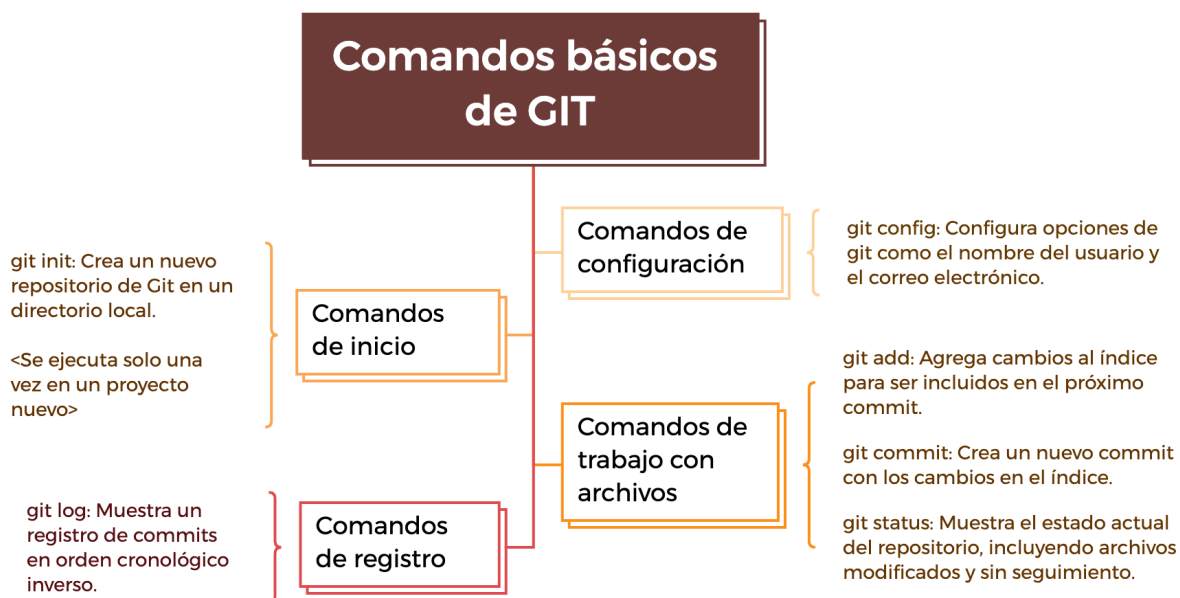 Comandos básicos
de GIT
Comandos de
configuración
git config: Configura opciones de
git como el nombre del usuario y
el correo electrónico.
git init: Crea un nuevo
repositorio de Git en un
directorio local.
<Se ejecuta solo una
vez en un proyecto
nuevo>
Comandos
de inicio
Comandos de
trabajo con
archivos
git add: Agrega cambios al índice
para ser incluidos en el próximo
commit.
git commit: Crea un nuevo commit
con los cambios en el índice.
git status: Muestra el estado actual
del repositorio, incluyendo archivos
modificados y sin seguimiento.
git log: Muestra un
registro de commits
en orden cronológico
inverso.
Comandos
de registro